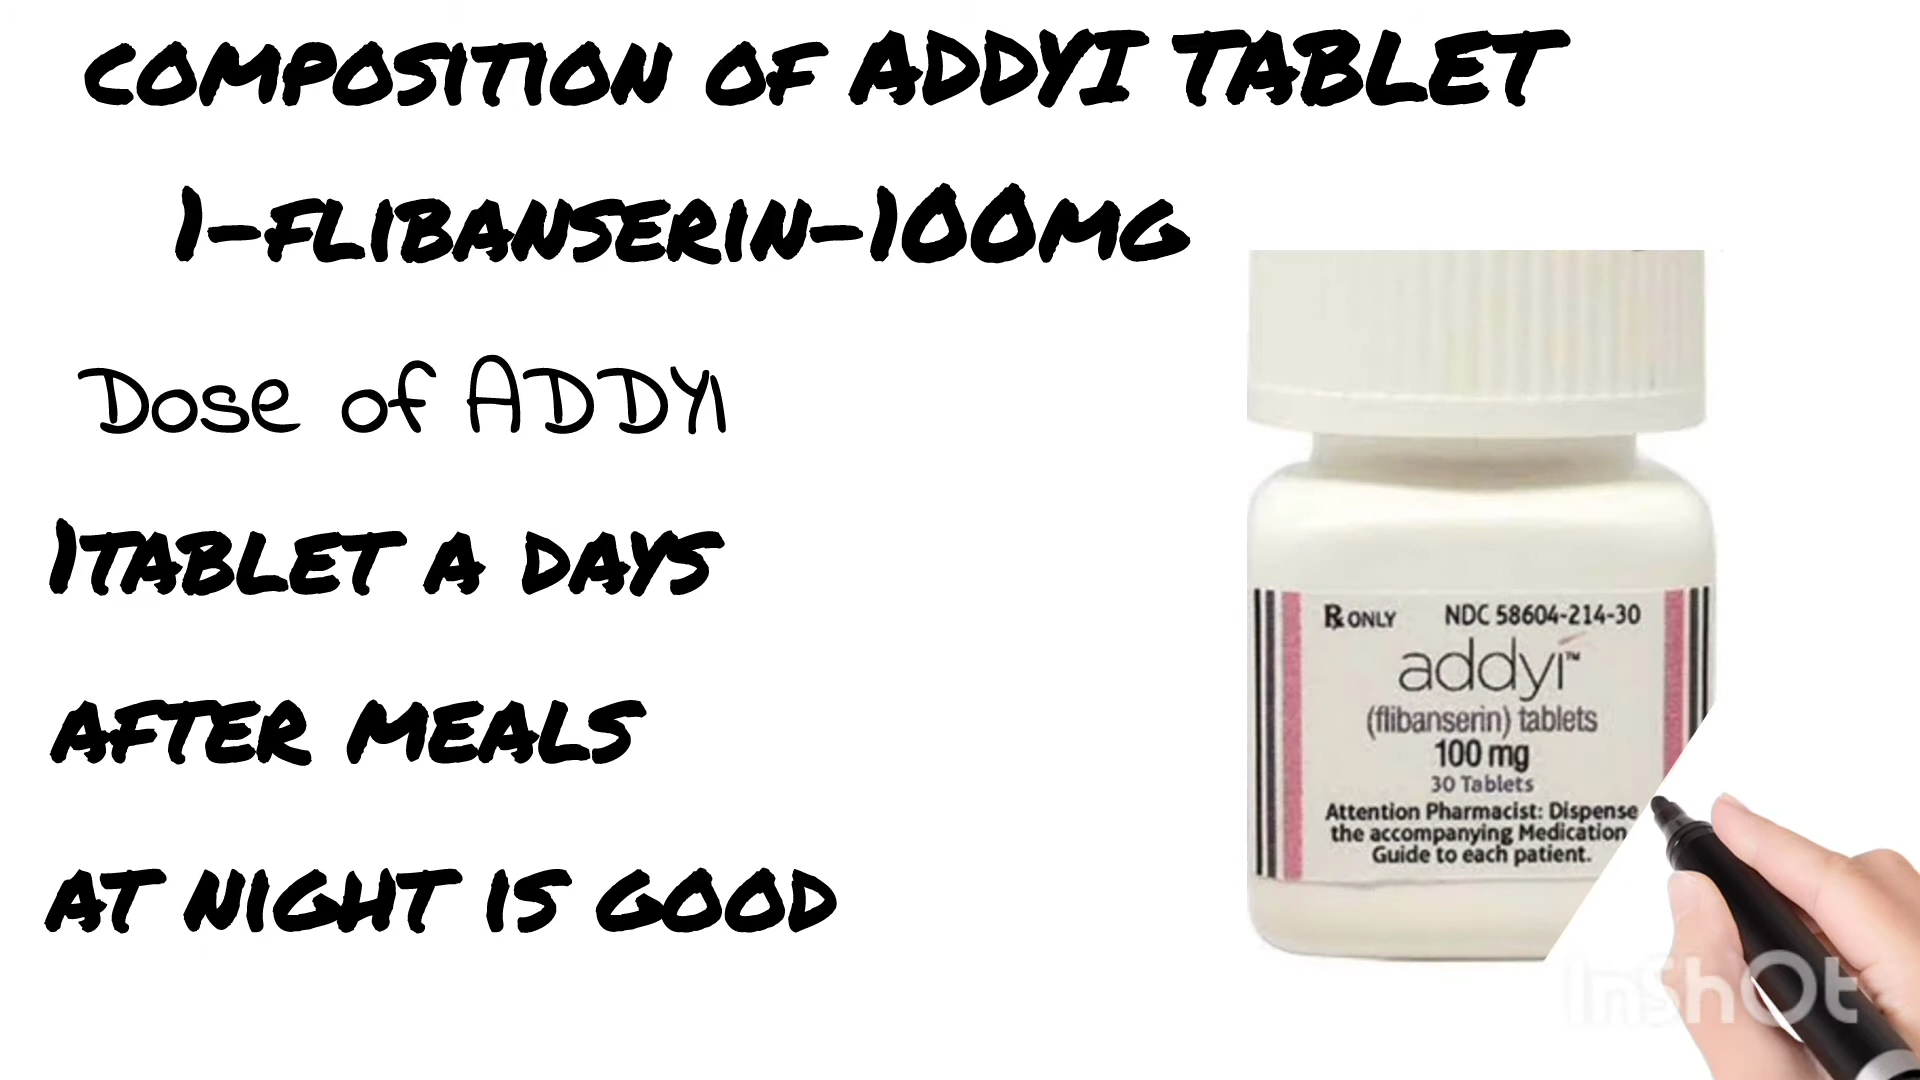 COMPOSITION OF ADDYI TABLET
1-FLIBANSERIN-100MG
Dose of ADDYI
1TABLET A DAYS
AFTER MEALS
AT NIGHT IS GOOD
℞ ONLY NDC 58604-214-30
addyi™
(flibanserin) tablets
100 mg
30 Tablets
Attention Pharmacist: Dispense
the accompanying Medication
Guide to each patient.
InShOt